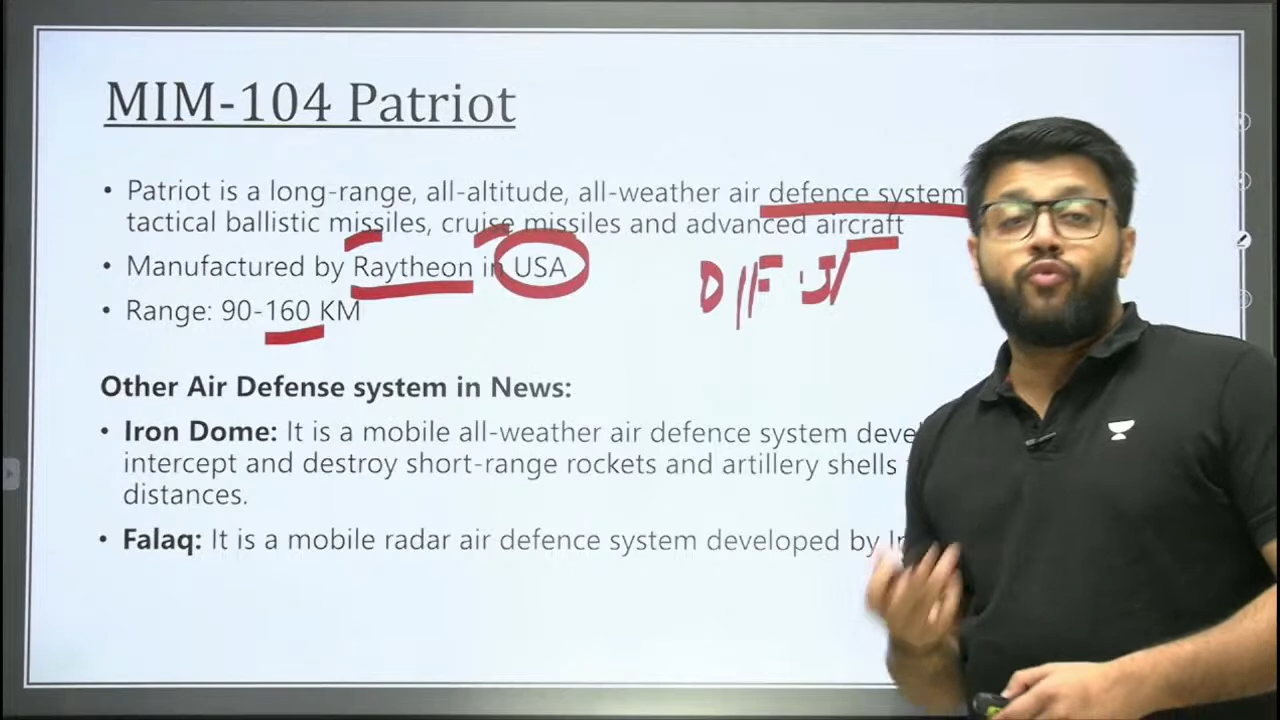 MIM-104 Patriot
• Patriot is a long-range, all-altitude, all-weather air defence system
tactical ballistic missiles, cruise missiles and advanced aircraft
• Manufactured by Raytheon in USA
• Range: 90-160 KM
Other Air Defense system in News:
• Iron Dome: It is a mobile all-weather air defence system
intercept and destroy short-range rockets and artillery shells
distances.
• Falaq: It is a mobile radar air defence system developed by